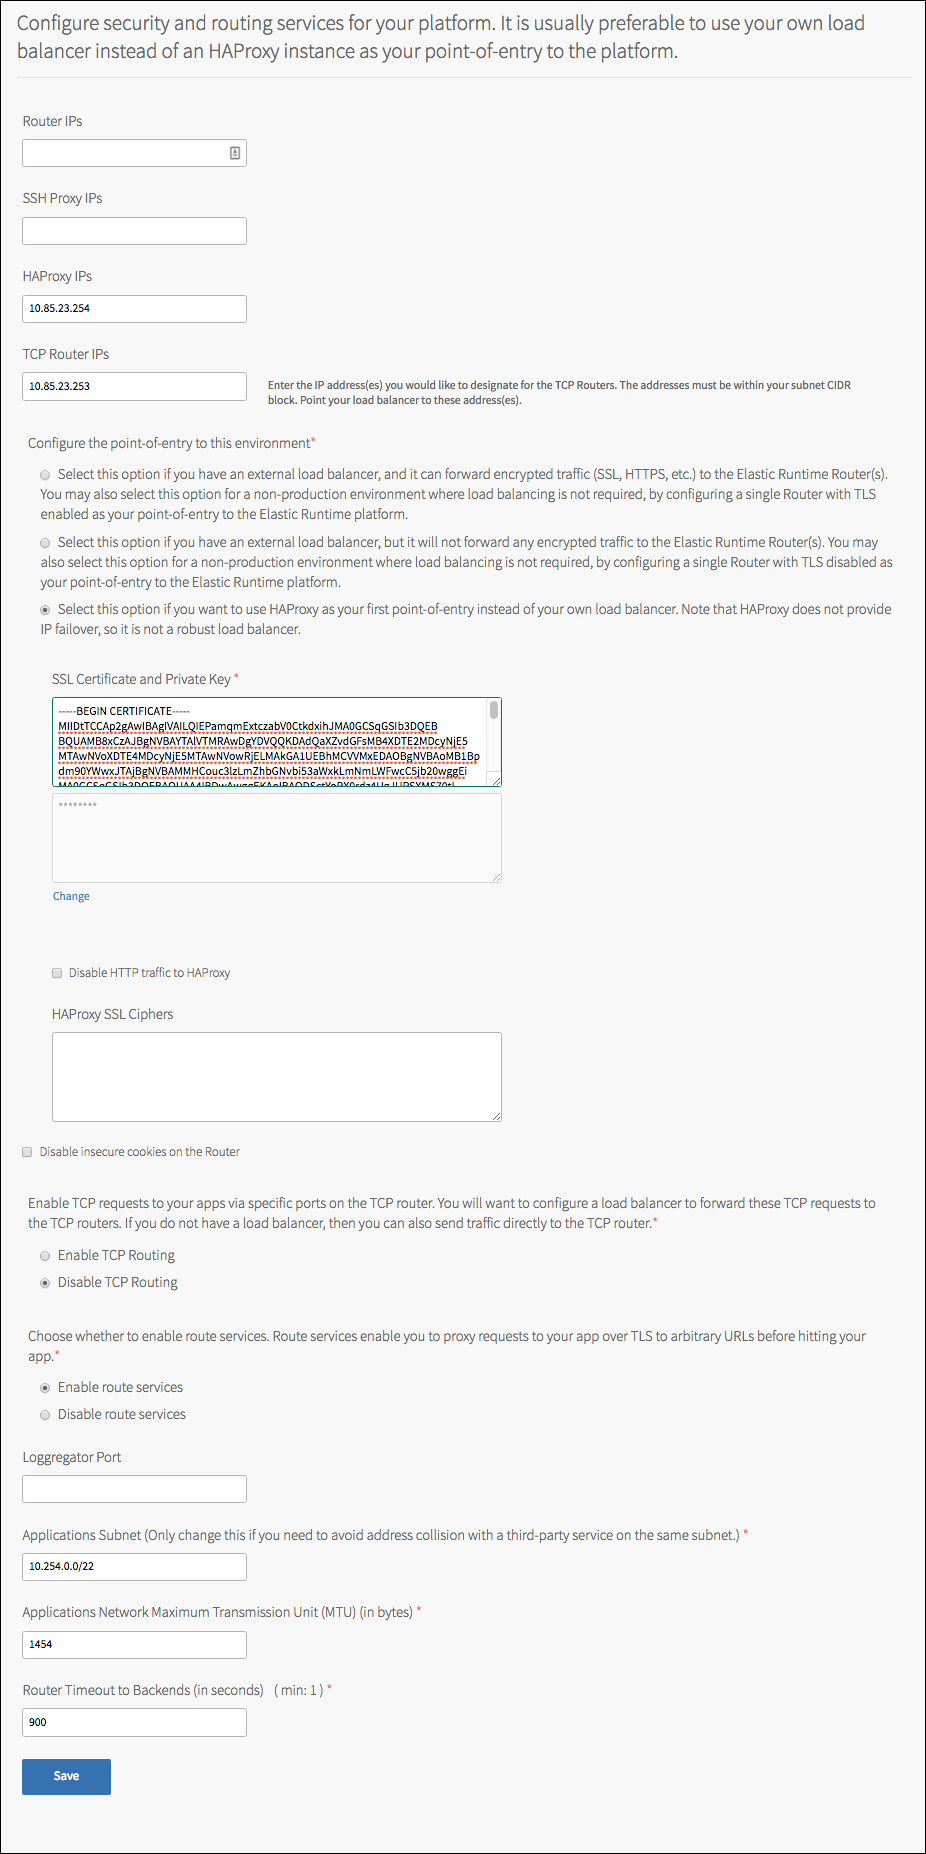 Configure security and routing services for your platform. It is usually preferable to use your own load
balancer instead of an HAProxy instance as your point-of-entry to the platform.
Router IPs
SSH Proxy IPs
HAProxy IPs
10.85.23.254
TCP Router IPs
10.85.23.253
Enter the IP address(es) you would like to designate for the TCP Routers. The addresses must be within your subnet CIDR
block. Point your load balancer to these address(es).
Configure the point-of-entry to this environment*
Select this option if you have an external load balancer, and it can forward encrypted traffic (SSL, HTTPS, etc.) to the Elastic Runtime Router(s).
You may also select this option for a non-production environment where load balancing is not required, by configuring a single Router with TLS
enabled as your point-of-entry to the Elastic Runtime platform.
Select this option if you have an external load balancer, but it will not forward any encrypted traffic to the Elastic Runtime Router(s). You may
also select this option for a non-production environment where load balancing is not required, by configuring a single Router with TLS disabled as
your point-of-entry to the Elastic Runtime platform.
Select this option if you want to use HAProxy as your first point-of-entry instead of your own load balancer. Note that HAProxy does not provide
IP failover, so it is not a robust load balancer.
SSL Certificate and Private Key *
-----BEGIN CERTIFICATE-----
********
Change
Disable HTTP traffic to HAProxy
HAProxy SSL Ciphers
Disable insecure cookies on the Router
Enable TCP requests to your apps via specific ports on the TCP router. You will want to configure a load balancer to forward these TCP requests to
the TCP routers. If you do not have a load balancer, then you can also send traffic directly to the TCP router.*
Enable TCP Routing
Disable TCP Routing
Choose whether to enable route services. Route services enable you to proxy requests to your app over TLS to arbitrary URLs before hitting your
app.*
Enable route services
Disable route services
Loggregator Port
Applications Subnet (Only change this if you need to avoid address collision with a third-party service on the same subnet.) *
10.254.0.0/22
Applications Network Maximum Transmission Unit (MTU) (in bytes) *
1454
Router Timeout to Backends (in seconds) ( min: 1 ) *
900
Save